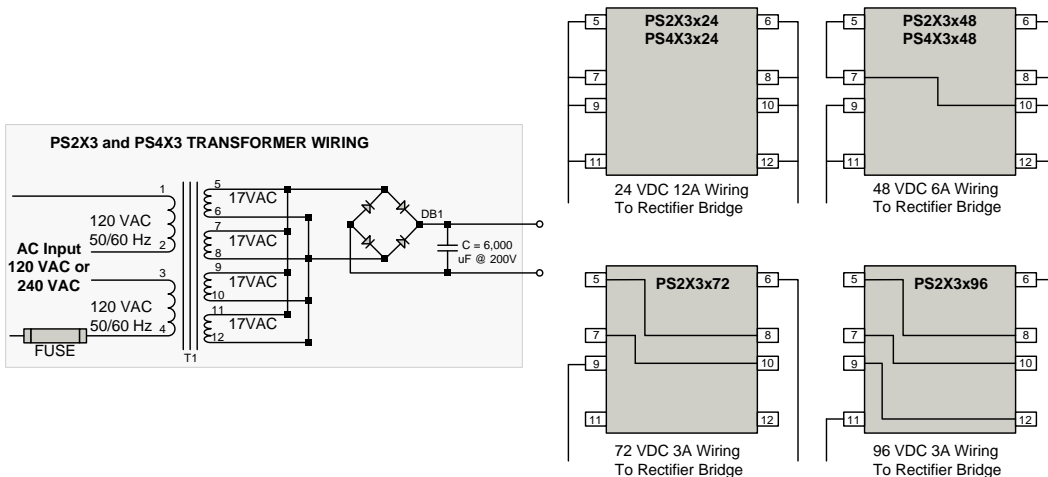 PS2X3 and PS4X3 TRANSFORMER WIRING
1
120 VAC
50/60 Hz
2
AC Input
120 VAC or
240 VAC
3
120 VAC
50/60 Hz
4
FUSE
T1
5
17VAC
6
7
17VAC
8
9
17VAC
10
11
17VAC
12
DB1
C = 6,000
uF @ 200V
5
PS2X3x24
PS4X3x24
6
7
8
9
10
11
12
24 VDC 12A Wiring
To Rectifier Bridge
5
PS2X3x48
PS4X3x48
6
7
8
9
10
11
12
48 VDC 6A Wiring
To Rectifier Bridge
5
PS2X3x72
6
7
8
9
10
11
12
72 VDC 3A Wiring
To Rectifier Bridge
5
PS2X3x96
6
7
8
9
10
11
12
96 VDC 3A Wiring
To Rectifier Bridge